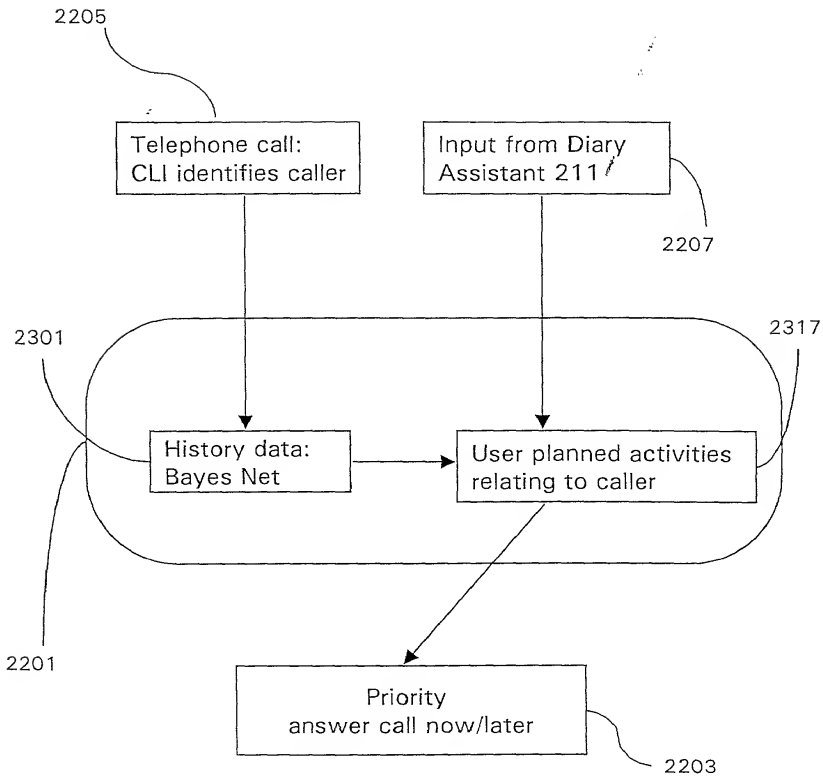 2205
Telephone call:
CLI identifies caller
Input from Diary
Assistant 211
2207
2301
2317
History data:
Bayes Net
User planned activities
relating to caller
2201
Priority
answer call now/later
2203